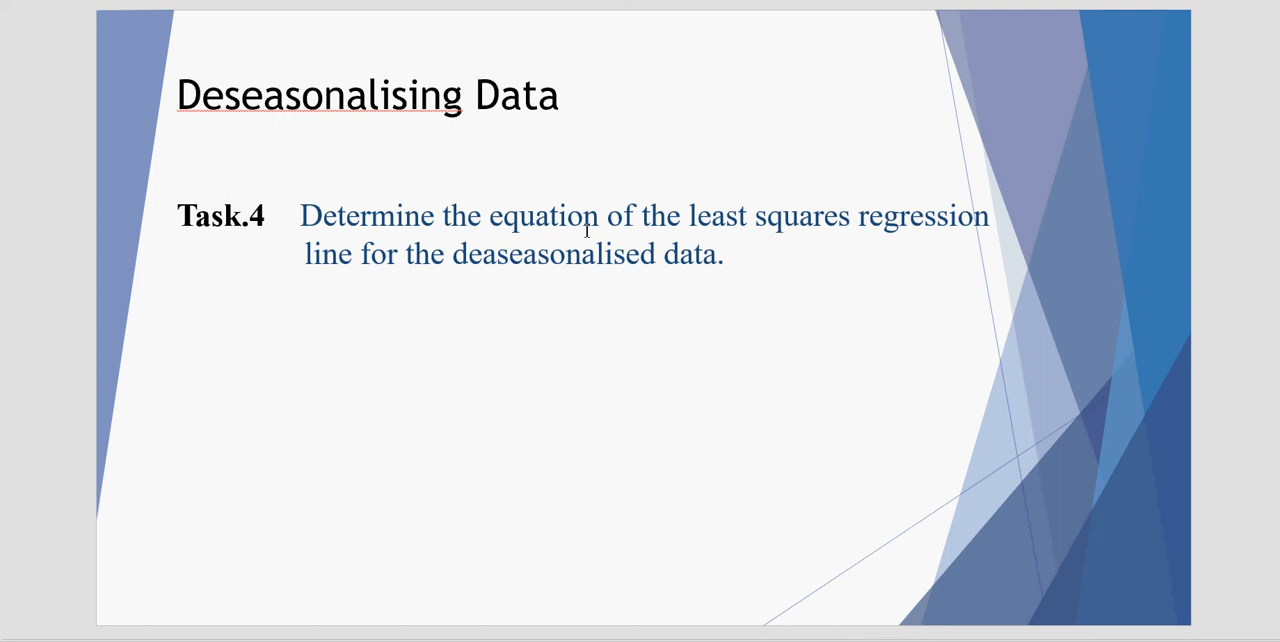 Deseasonalising Data
Task.4 Determine the equation of the least squares regression
line for the deaseasonalised data.